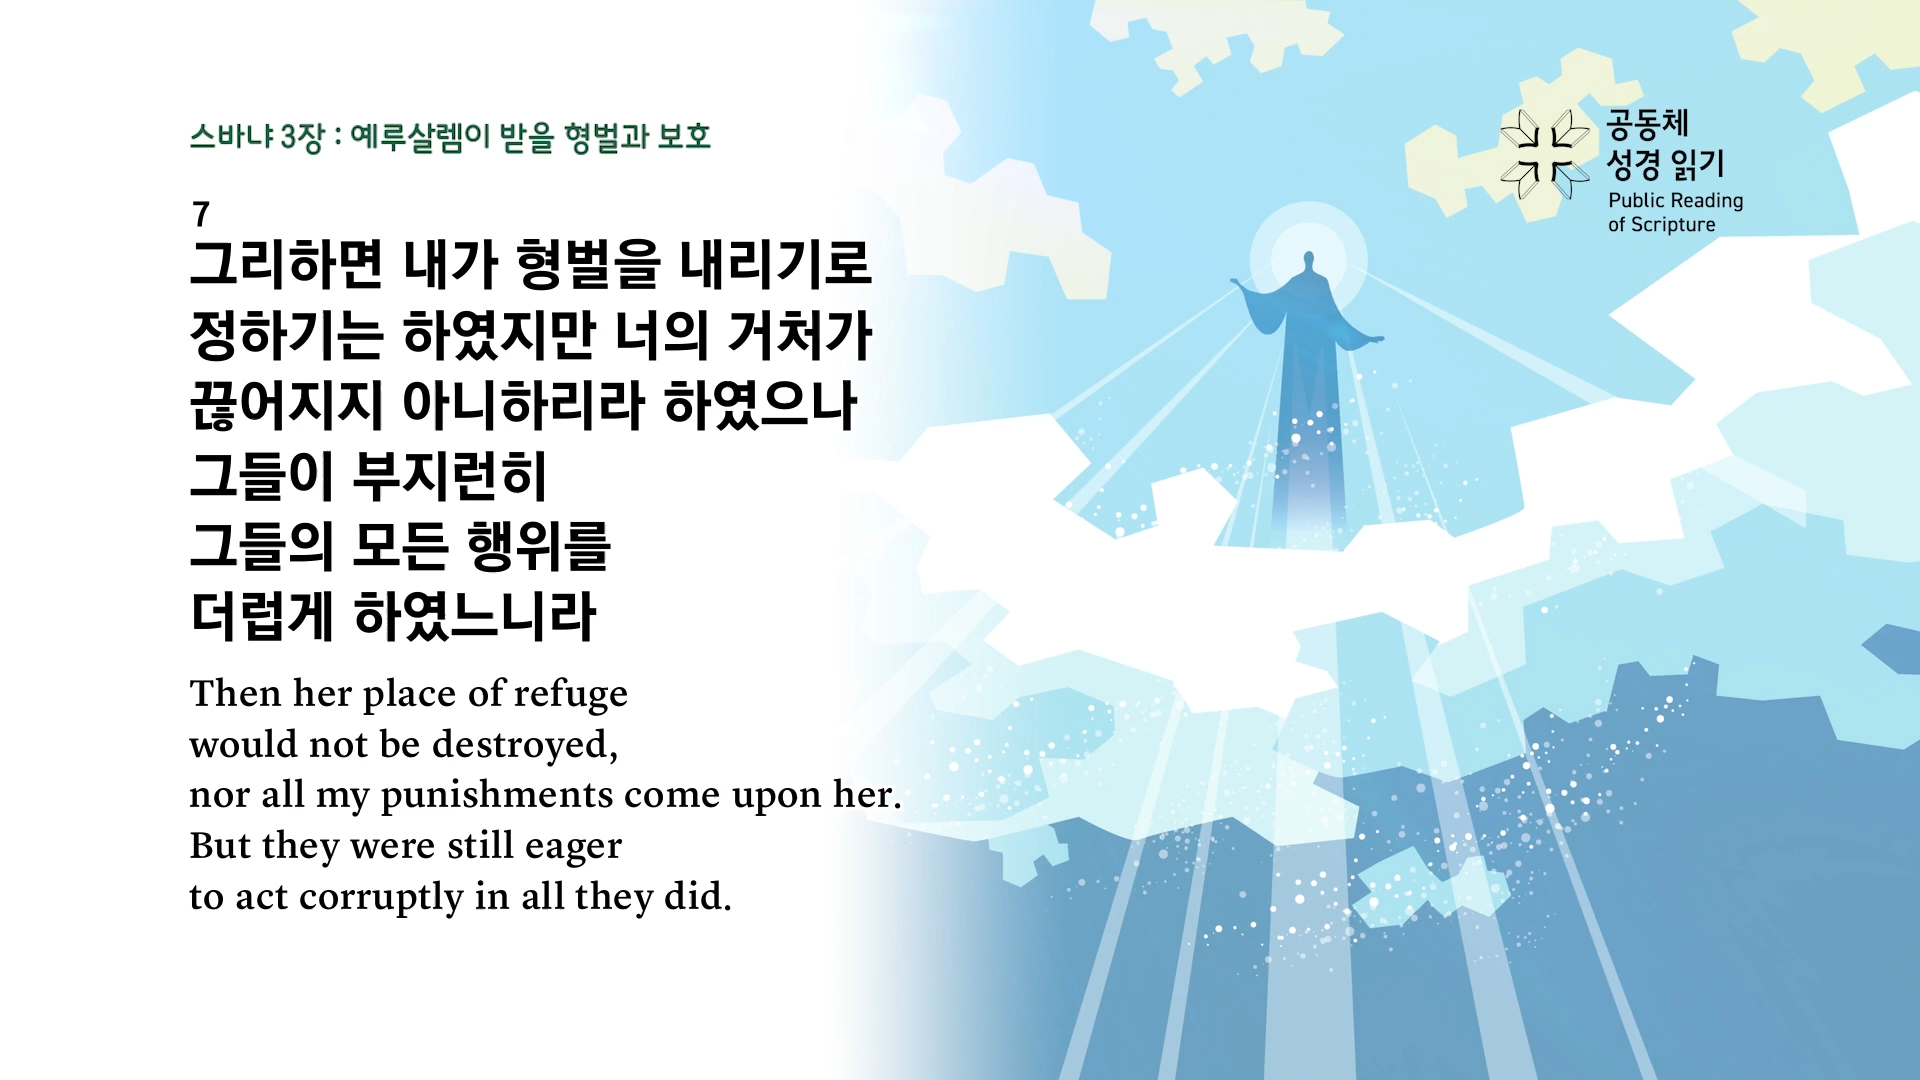 스바냐 3장 : 예루살렘이 받을 형벌과 보호
7
그리하면 내가 형벌을 내리기로
정하기는 하였지만 너의 거처가
끊어지지 아니하리라 하였으나
그들이 부지런히
그들의 모든 행위를
더럽게 하였느니라
Then her place of refuge
would not be destroyed,
nor all my punishments come upon her.
But they were still eager
to act corruptly in all they did.
공동체
성경 읽기
Public Reading
of Scripture